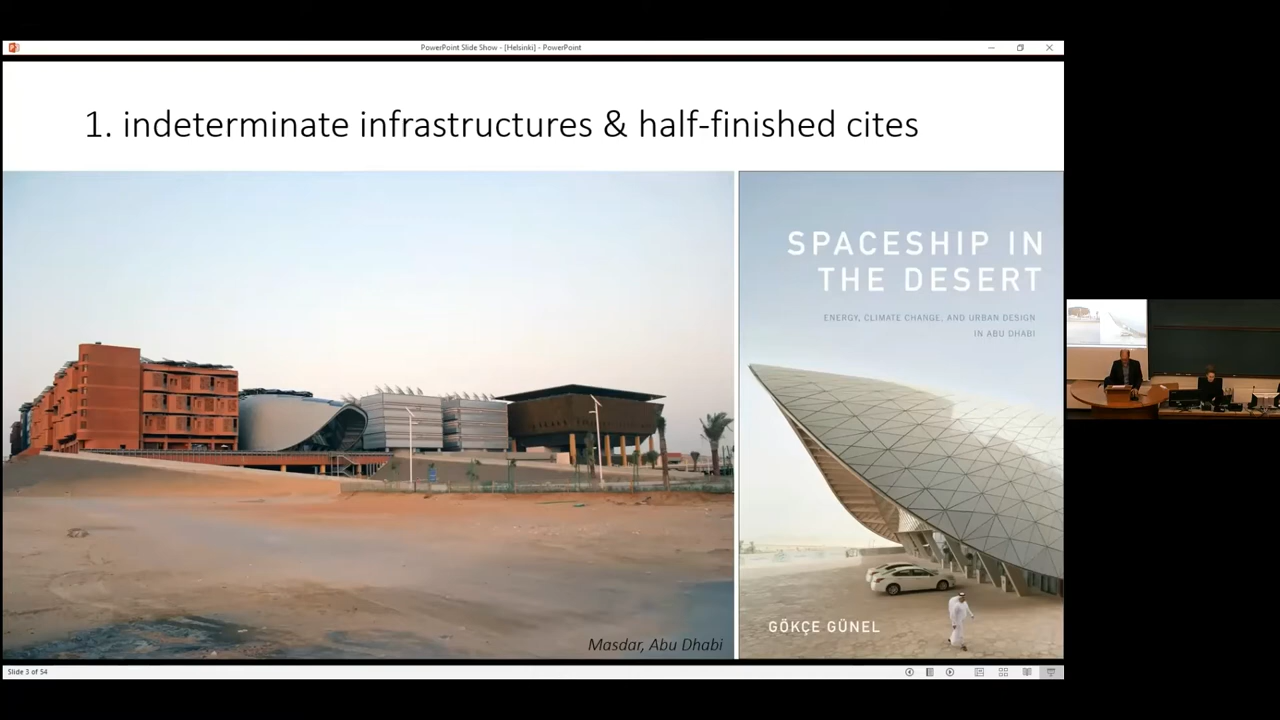 PowerPoint Slide Show - [Helsinki] - PowerPoint
1. indeterminate infrastructures & half-finished cites
SPACESHIP IN
THE DESERT
ENERGY, CLIMATE CHANGE, AND URBAN DESIGN
IN ABU DHABI
GÖKÇE GÜNEL
Masdar, Abu Dhabi
Slide 3 of 54